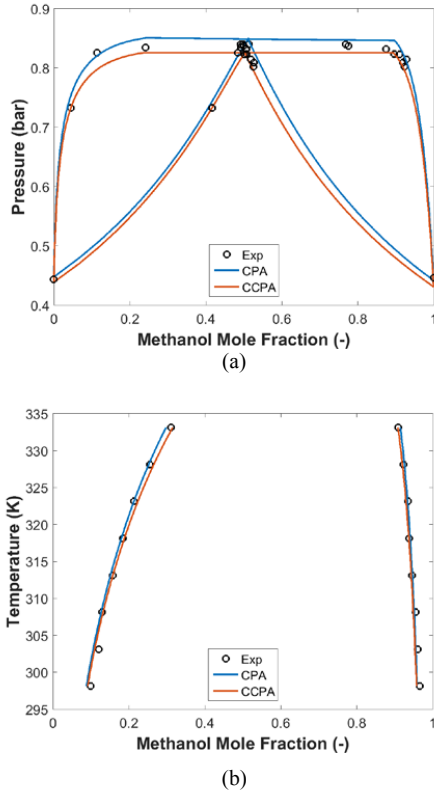 (a)
0.9
0.8
0.7
0.6
0.5
0.4
Pressure (bar)
Exp
CPA
CCPA
0 0.2 0.4 0.6 0.8 1
Methanol Mole Fraction (-)
(a)
335
330
325
320
315
310
305
300
295
Temperature (K)
Exp
CPA
CCPA
0 0.2 0.4 0.6 0.8 1
Methanol Mole Fraction (-)
(b)